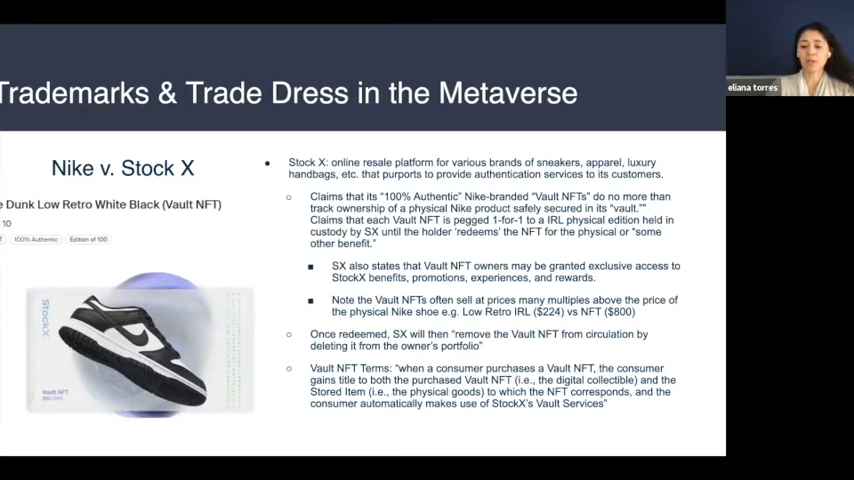 Trademarks & Trade Dress in the Metaverse
eliana torres
Nike v. Stock X
e Dunk Low Retro White Black (Vault NFT)
10
T 100% Authentic Edition of 100
StockX
Vault NFT
• Stock X: online resale platform for various brands of sneakers, apparel, luxury
handbags, etc. that purports to provide authentication services to its customers.
○ Claims that its “100% Authentic” Nike-branded “Vault NFTs” do no more than
track ownership of a physical Nike product safely secured in its “vault.””
Claims that each Vault NFT is pegged 1-for-1 to a IRL physical edition held in
custody by SX until the holder ‘redeems’ the NFT for the physical or “some
other benefit.”
■ SX also states that Vault NFT owners may be granted exclusive access to
StockX benefits, promotions, experiences, and rewards.
■ Note the Vault NFTs often sell at prices many multiples above the price of
the physical Nike shoe e.g. Low Retro IRL ($224) vs NFT ($800)
○ Once redeemed, SX will then “remove the Vault NFT from circulation by
deleting it from the owner’s portfolio”
○ Vault NFT Terms: “when a consumer purchases a Vault NFT, the consumer
gains title to both the purchased Vault NFT (i.e., the digital collectible) and the
Stored Item (i.e., the physical goods) to which the NFT corresponds, and the
consumer automatically makes use of StockX’s Vault Services”